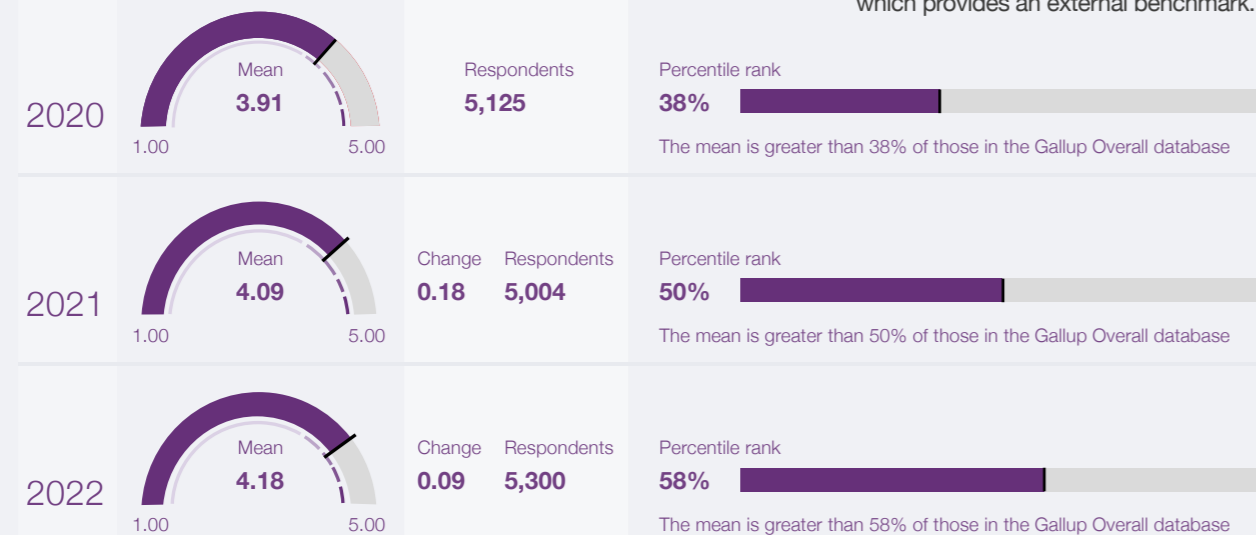 which provides an external benchmark.
2020
Mean
3.91
1.00 5.00
Respondents
5,125
Percentile rank
38%
The mean is greater than 38% of those in the Gallup Overall database
2021
Mean
4.09
1.00 5.00
Change Respondents
0.18 5,004
Percentile rank
50%
The mean is greater than 50% of those in the Gallup Overall database
2022
Mean
4.18
1.00 5.00
Change Respondents
0.09 5,300
Percentile rank
58%
The mean is greater than 58% of those in the Gallup Overall database